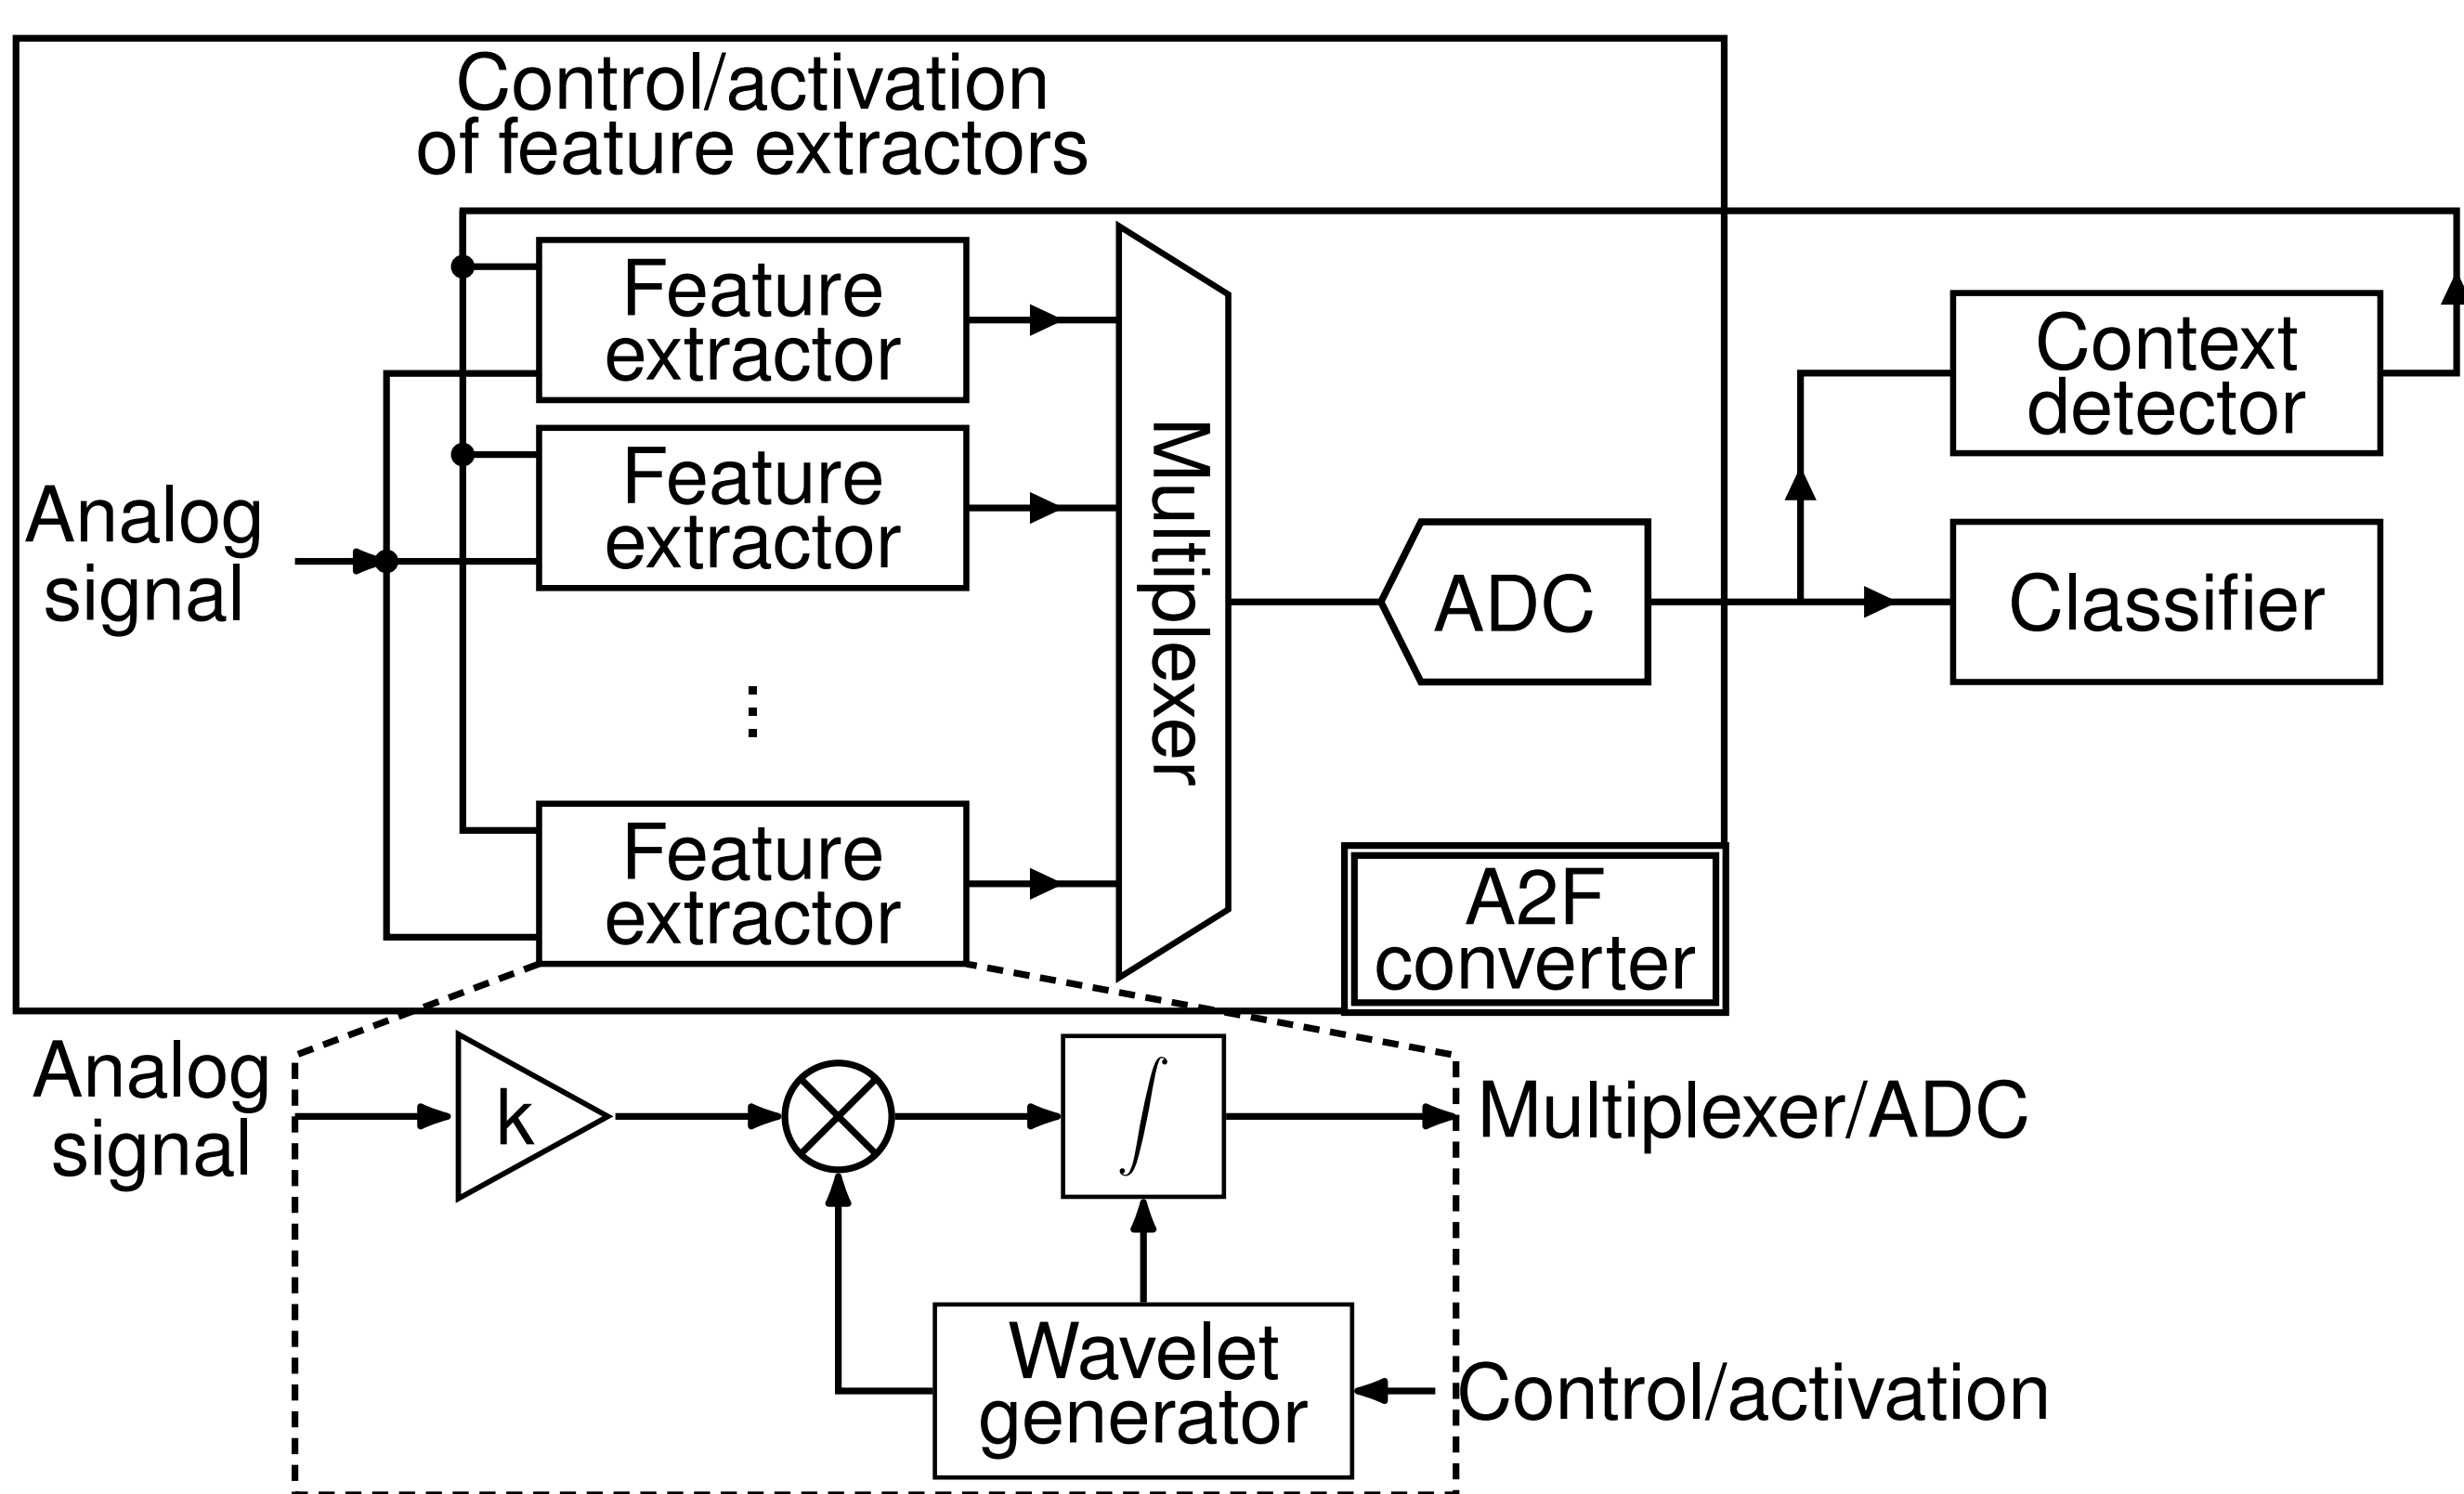 Control/activation
of feature extractors
Feature
extractor
Feature
extractor
Analog
signal
⋮
Feature
extractor
Multiplexer
ADC
Context
detector
Classifier
A2F
converter
Analog
signal
k
∫
Multiplexer/ADC
Wavelet
generator
Control/activation